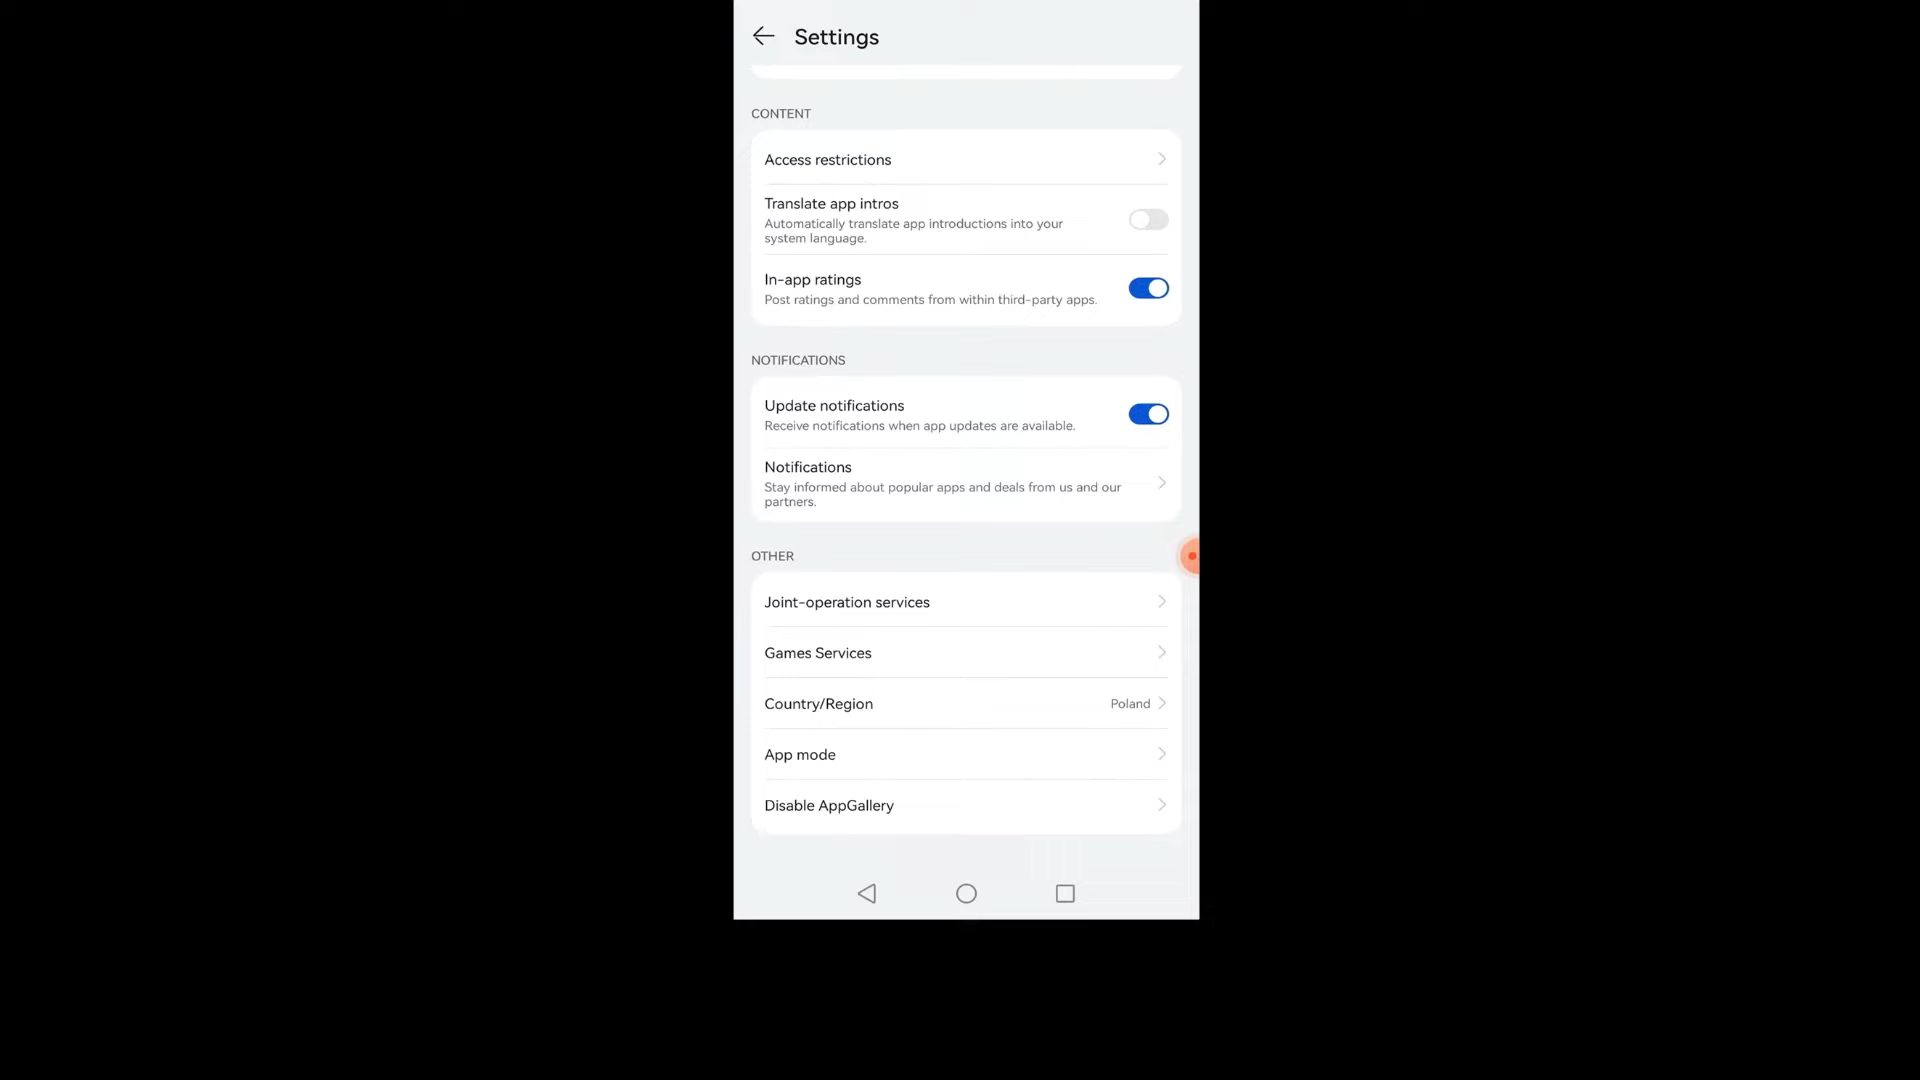 Settings
CONTENT
Access restrictions
Translate app intros
Automatically translate app introductions into your
system language.
In-app ratings
Post ratings and comments from within third-party apps.
NOTIFICATIONS
Update notifications
Receive notifications when app updates are available.
Notifications
Stay informed about popular apps and deals from us and our
partners.
OTHER
Joint-operation services
Games Services
Country/Region Poland
App mode
Disable AppGallery